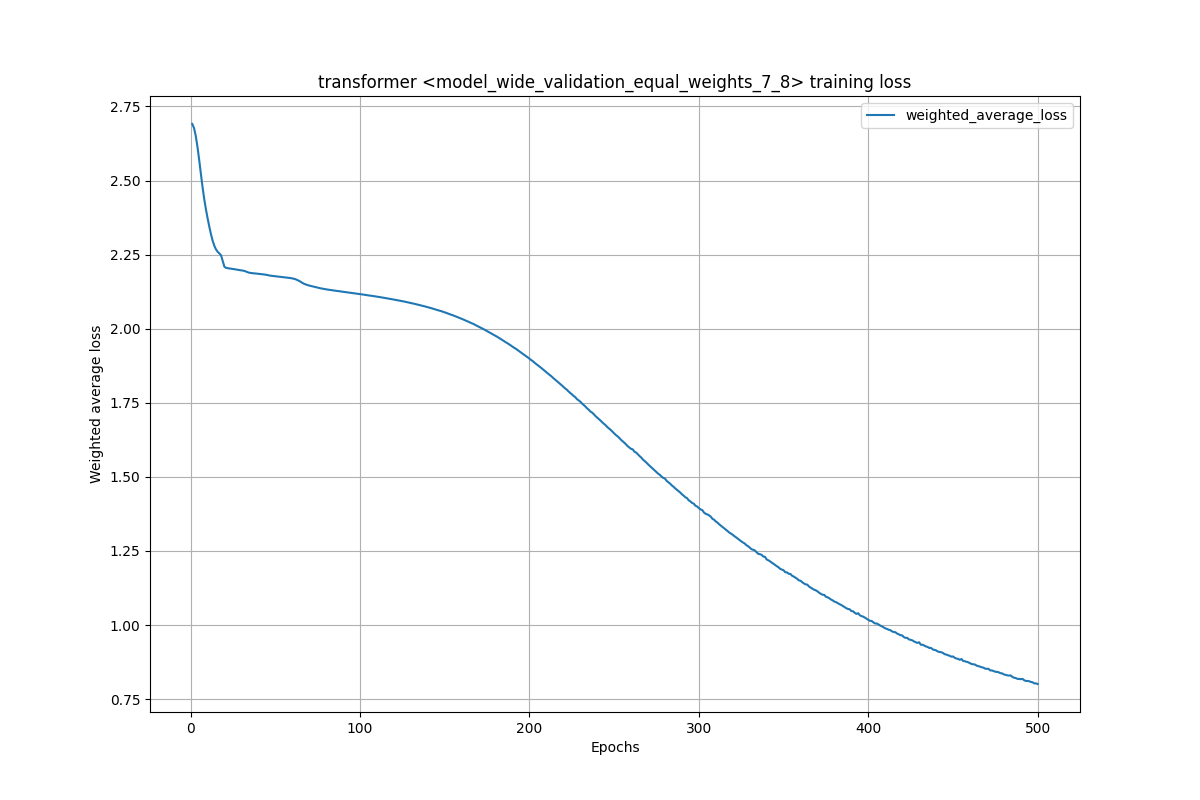 transformer <model_wide_validation_equal_weights_7_8> training loss
weighted_average_loss
Weighted average loss
2.75
2.50
2.25
2.00
1.75
1.50
1.25
1.00
0.75
0 100 200 300 400 500
Epochs